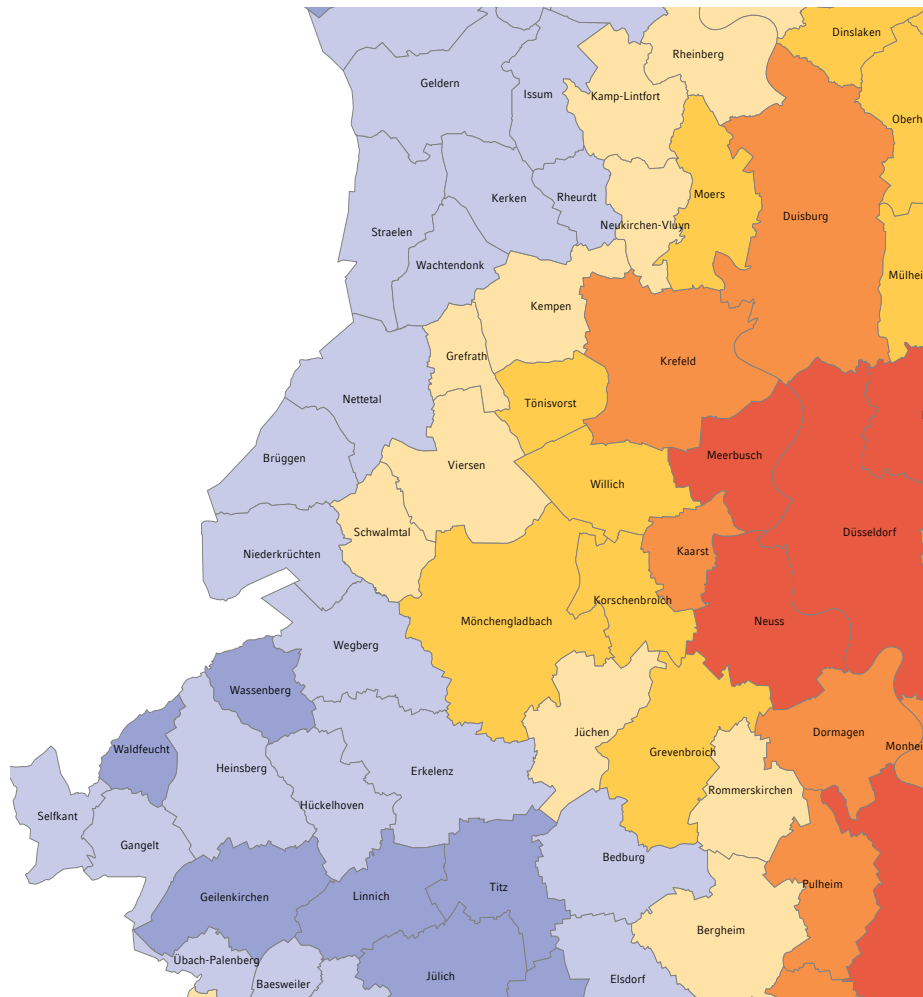 Dinslaken
Rheinberg
Geldern
Issum
Kamp-Lintfort
Oberh
Moers
Kerken
Rheurdt
Duisburg
Neukirchen-Vluyn
Straelen
Wachtendonk
Mülhei
Kempen
Grefrath
Krefeld
Nettetal
Tönisvorst
Brüggen
Viersen
Meerbusch
Willich
Schwalmtal
Düsseldorf
Niederkrüchten
Kaarst
Korschenbroich
Mönchengladbach
Neuss
Wegberg
Wassenberg
Jüchen
Dormagen
Waldfeucht
Grevenbroich
Monhei
Heinsberg
Erkelenz
Rommerskirchen
Hückelhoven
Selfkant
Gangelt
Bedburg
Pulheim
Titz
Geilenkirchen
Linnich
Bergheim
Übach-Palenberg
Jülich
Elsdorf
Baesweiler